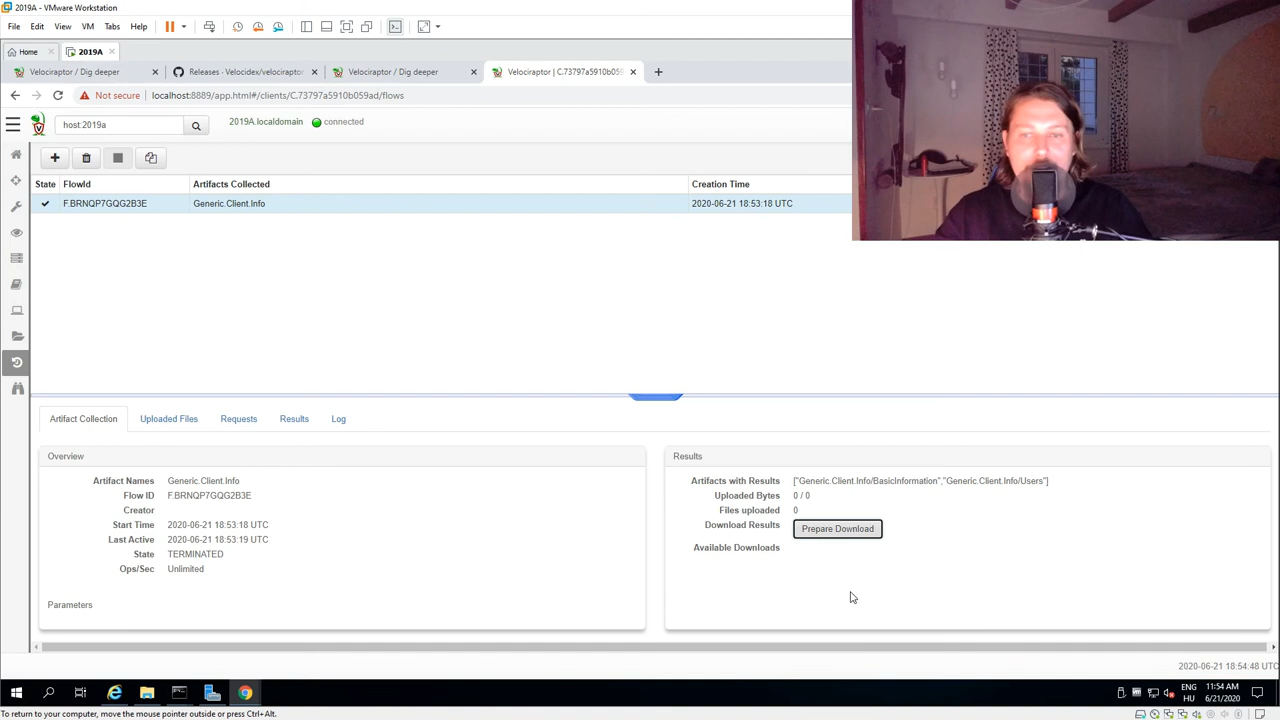 2019A - VMware Workstation
File Edit View VM Tabs Help
Home 2019A
Velociraptor / Dig deeper Releases · Velocidex/velociraptor Velociraptor / Dig deeper Velociraptor | C.73797a5910b059
Not secure localhost:8889/app.html#/clients/C.73797a5910b059ad/flows
host:2019a 2019A.localdomain connected
State FlowId Artifacts Collected Creation Time
F.BRNQP7GQG2B3E Generic.Client.Info 2020-06-21 18:53:18 UTC
Artifact Collection Uploaded Files Requests Results Log
Overview
Artifact Names Generic.Client.Info
Flow ID F.BRNQP7GQG2B3E
Creator
Start Time 2020-06-21 18:53:18 UTC
Last Active 2020-06-21 18:53:19 UTC
State TERMINATED
Ops/Sec Unlimited
Parameters
Results
Artifacts with Results ["Generic.Client.Info/BasicInformation","Generic.Client.Info/Users"]
Uploaded Bytes 0 / 0
Files uploaded 0
Download Results Prepare Download
Available Downloads
2020-06-21 18:54:48 UTC
ENG 11:54 AM
HU 6/21/2020
To return to your computer, move the mouse pointer outside or press Ctrl+Alt.